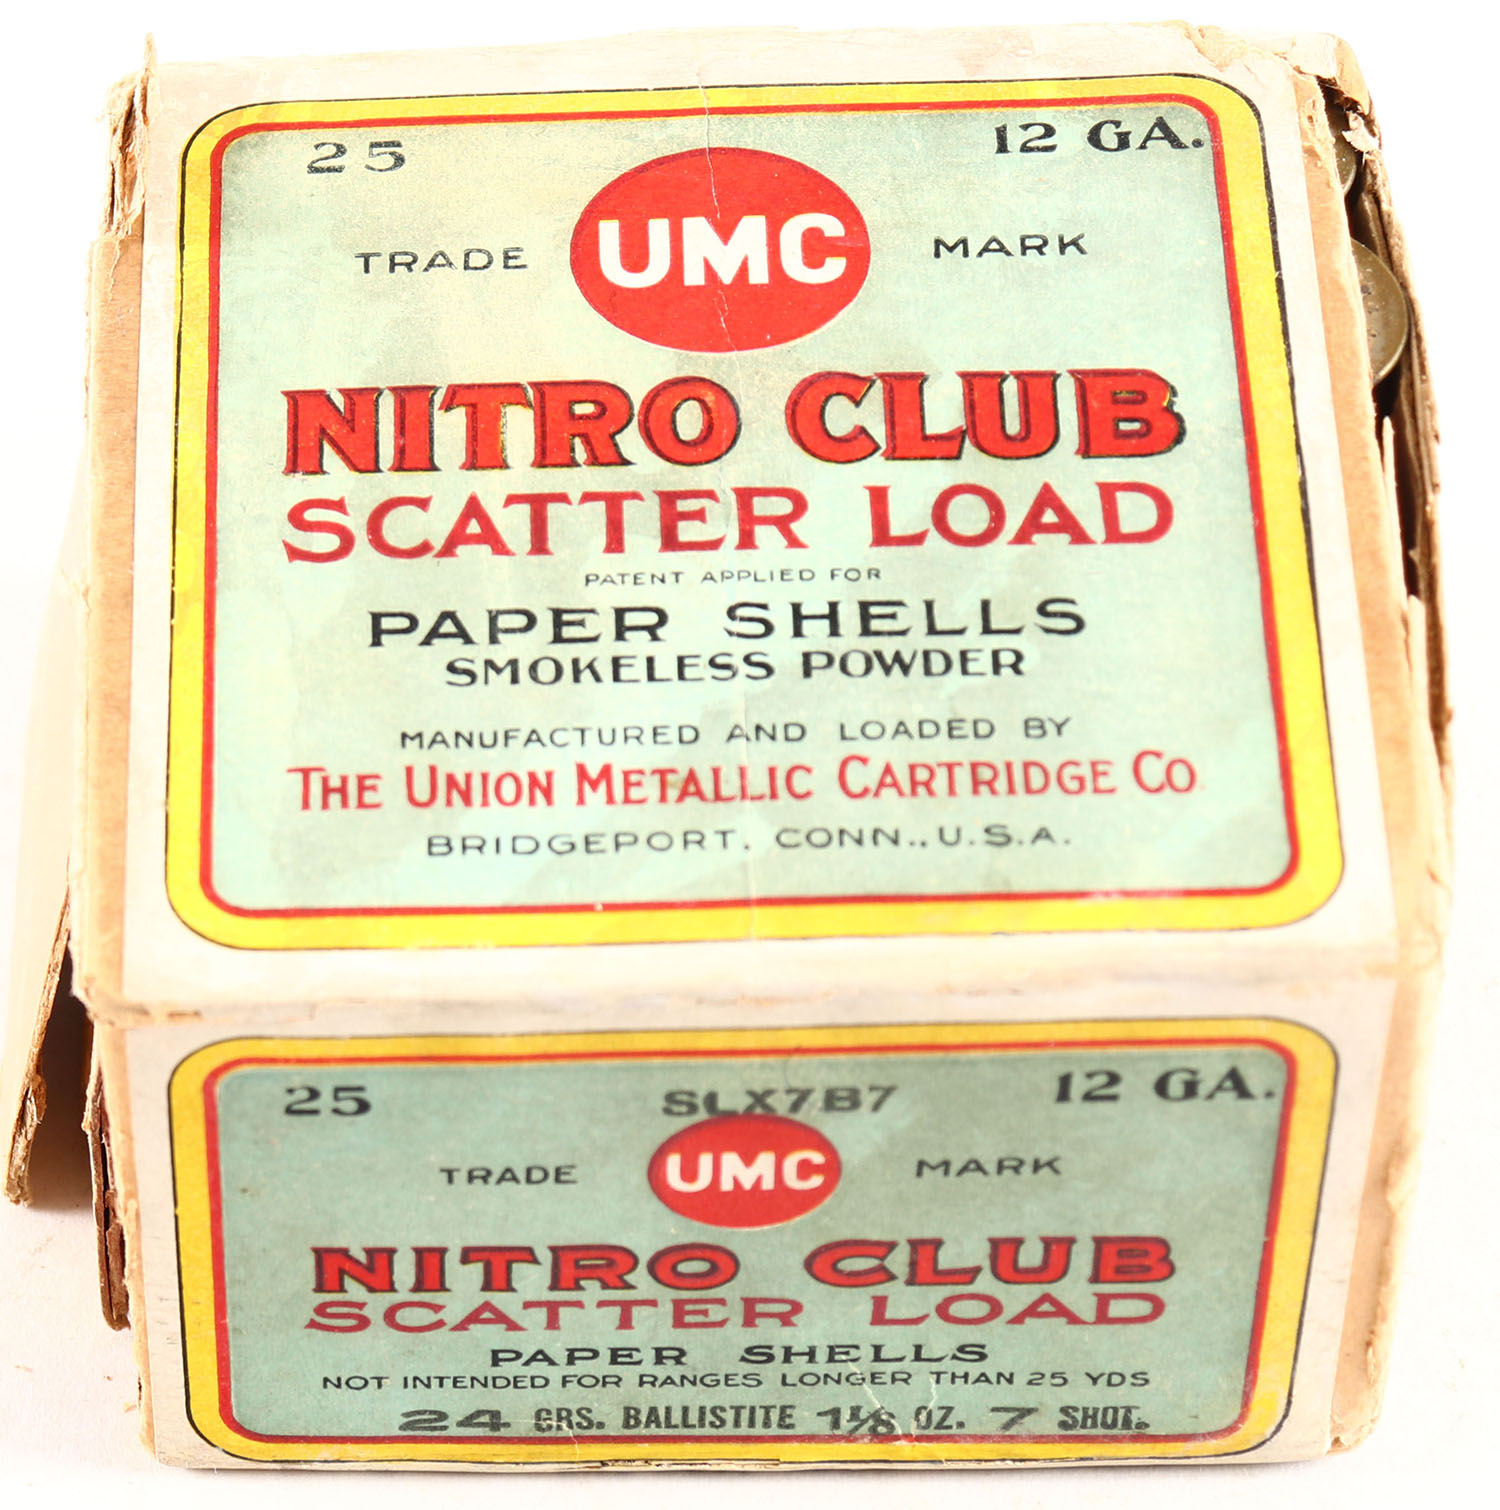 25 12 GA.
TRADE UMC MARK
NITRO CLUB
SCATTER LOAD
PATENT APPLIED FOR
PAPER SHELLS
SMOKELESS POWDER
MANUFACTURED AND LOADED BY
THE UNION METALLIC CARTRIDGE CO.
BRIDGEPORT, CONN., U.S.A.
25 SLX7B7 12 GA.
TRADE UMC MARK
NITRO CLUB
SCATTER LOAD
PAPER SHELLS
NOT INTENDED FOR RANGES LONGER THAN 25 YDS
24 GRS. BALLISTITE 1 1/8 OZ. 7 SHOT.